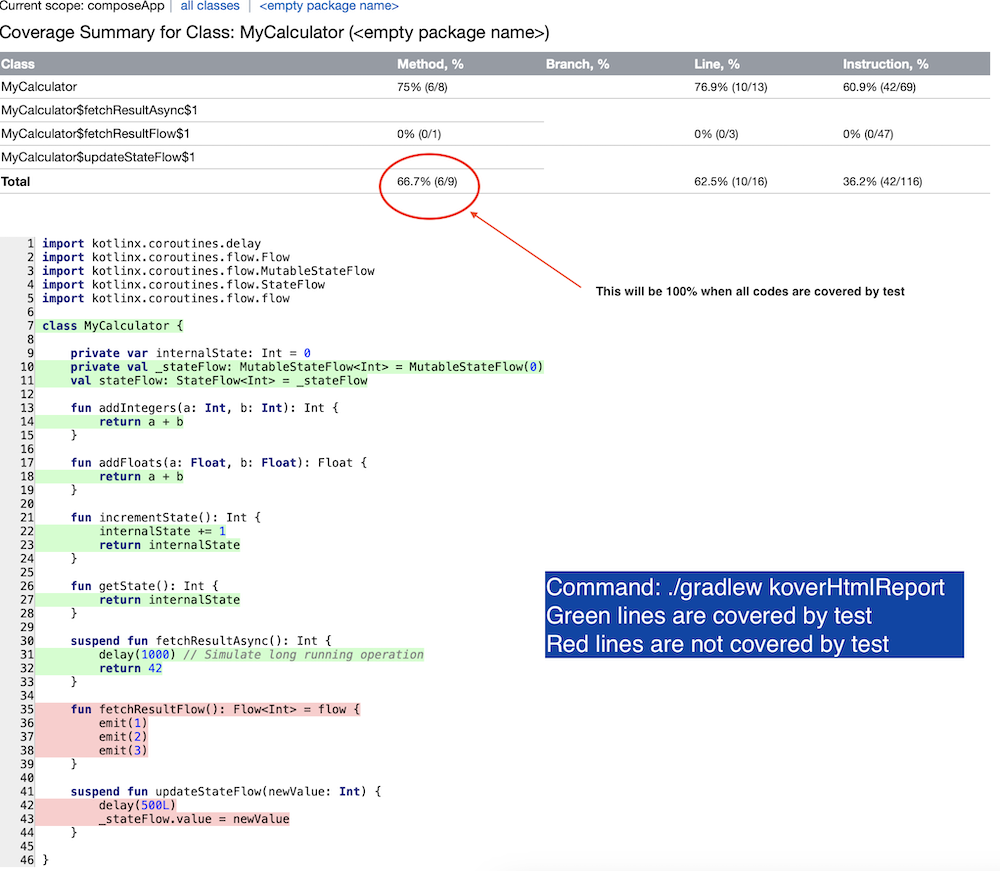 Current scope: composeApp | all classes | <empty package name>
Coverage Summary for Class: MyCalculator (<empty package name>)
Class Method, % Branch, % Line, % Instruction, %
MyCalculator 75% (6/8) 76.9% (10/13) 60.9% (42/69)
MyCalculator$fetchResultAsync$1
MyCalculator$fetchResultFlow$1 0% (0/1) 0% (0/3) 0% (0/47)
MyCalculator$updateStateFlow$1
Total 66.7% (6/9) 62.5% (10/16) 36.2% (42/116)
This will be 100% when all codes are covered by test
1 import kotlinx.coroutines.delay
2 import kotlinx.coroutines.flow.Flow
3 import kotlinx.coroutines.flow.MutableStateFlow
4 import kotlinx.coroutines.flow.StateFlow
5 import kotlinx.coroutines.flow.flow
6
7 class MyCalculator {
8
9     private var internalState: Int = 0
10     private val _stateFlow: MutableStateFlow<Int> = MutableStateFlow(0)
11     val stateFlow: StateFlow<Int> = _stateFlow
12
13     fun addIntegers(a: Int, b: Int): Int {
14         return a + b
15     }
16
17     fun addFloats(a: Float, b: Float): Float {
18         return a + b
19     }
20
21     fun incrementState(): Int {
22         internalState += 1
23         return internalState
24     }
25
26     fun getState(): Int {
27         return internalState
28     }
29
30     suspend fun fetchResultAsync(): Int {
31         delay(1000) // Simulate long running operation
32         return 42
33     }
34
35     fun fetchResultFlow(): Flow<Int> = flow {
36         emit(1)
37         emit(2)
38         emit(3)
39     }
40
41     suspend fun updateStateFlow(newValue: Int) {
42         delay(500L)
43         _stateFlow.value = newValue
44     }
45
46 }
Command: ./gradlew koverHtmlReport
Green lines are covered by test
Red lines are not covered by test